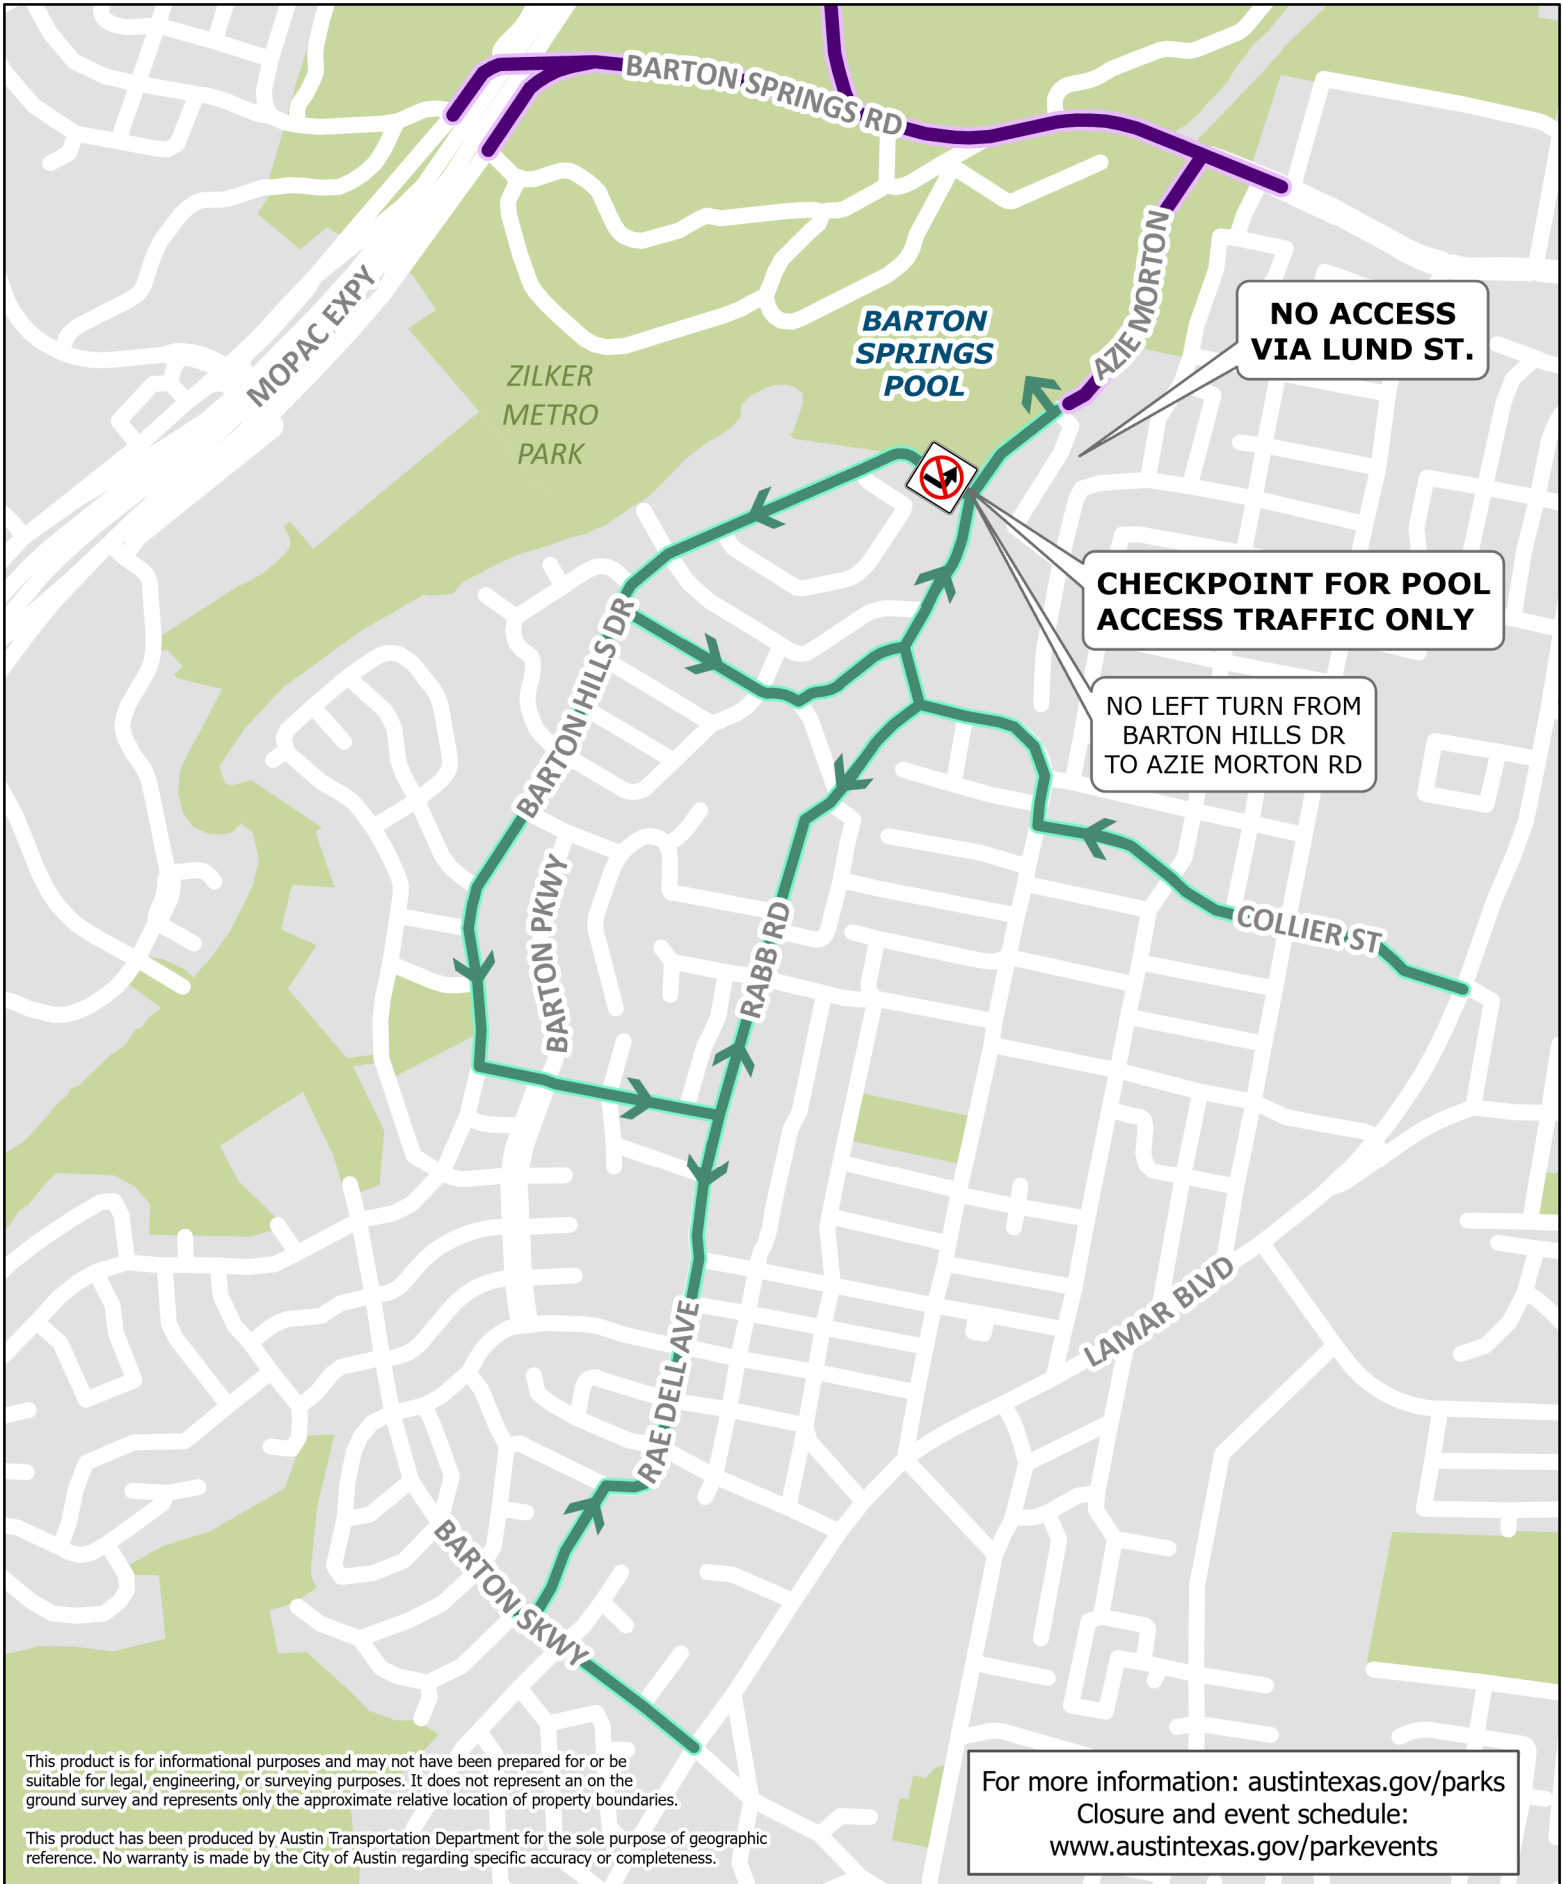 BARTON SPRINGS RD
MOPAC EXPY
AZIE MORTON
NO ACCESS
VIA LUND ST.
BARTON
SPRINGS
POOL
ZILKER
METRO
PARK
CHECKPOINT FOR POOL
ACCESS TRAFFIC ONLY
NO LEFT TURN FROM
BARTON HILLS DR
TO AZIE MORTON RD
BARTON HILLS DR
BARTON PKWY
RABB RD
COLLIER ST
LAMAR BLVD
RAE DELL AVE
BARTON SKWY
This product is for informational purposes and may not have been prepared for or be
suitable for legal, engineering, or surveying purposes. It does not represent an on the
ground survey and represents only the approximate relative location of property boundaries.
This product has been produced by Austin Transportation Department for the sole purpose of geographic
reference. No warranty is made by the City of Austin regarding specific accuracy or completeness.
For more information: austintexas.gov/parks
Closure and event schedule:
www.austintexas.gov/parkevents